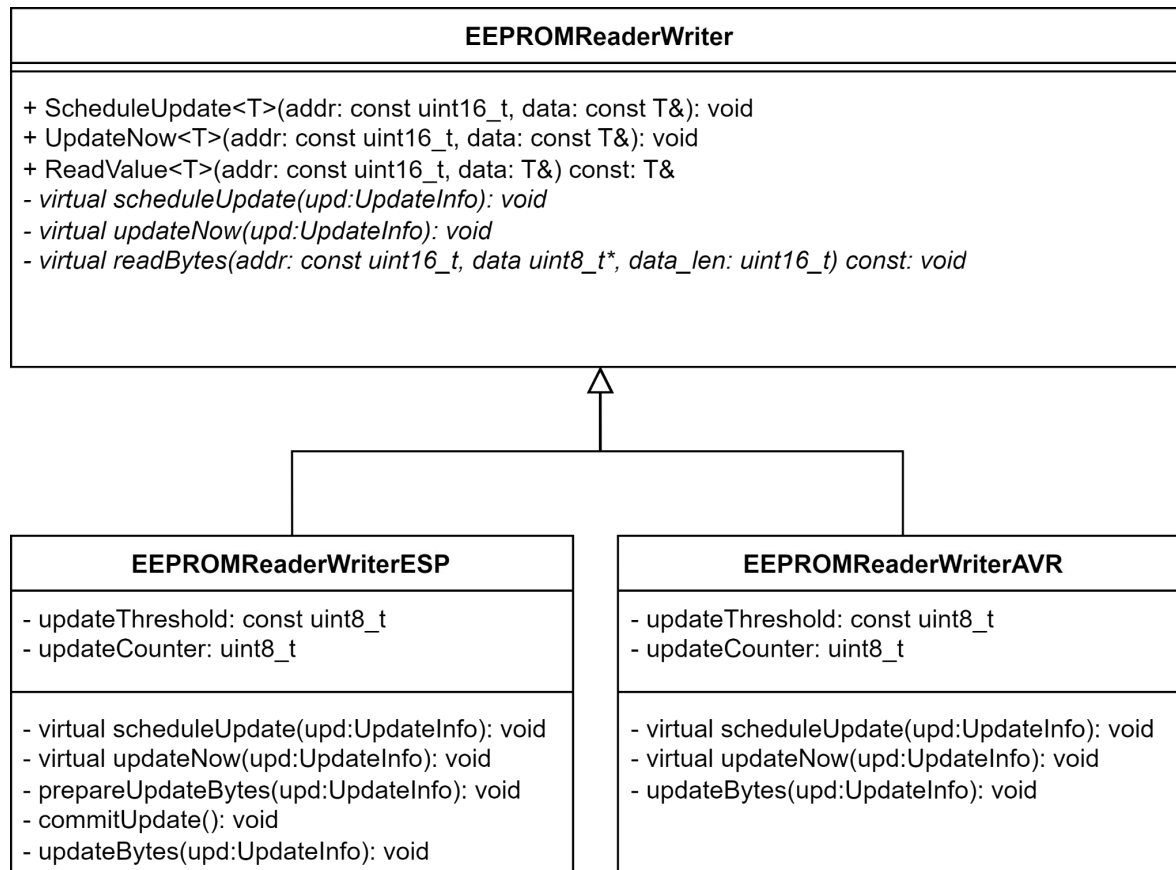 EEPROMReaderWriter
+ ScheduleUpdate<T>(addr: const uint16_t, data: const T&): void
+ UpdateNow<T>(addr: const uint16_t, data: const T&): void
+ ReadValue<T>(addr: const uint16_t, data: T&) const: T&
- virtual scheduleUpdate(upd:UpdateInfo): void
- virtual updateNow(upd:UpdateInfo): void
- virtual readBytes(addr: const uint16_t, data uint8_t*, data_len: uint16_t) const: void
EEPROMReaderWriterESP
- updateThreshold: const uint8_t
- updateCounter: uint8_t
- virtual scheduleUpdate(upd:UpdateInfo): void
- virtual updateNow(upd:UpdateInfo): void
- prepareUpdateBytes(upd:UpdateInfo): void
- commitUpdate(): void
- updateBytes(upd:UpdateInfo): void
EEPROMReaderWriterAVR
- updateThreshold: const uint8_t
- updateCounter: uint8_t
- virtual scheduleUpdate(upd:UpdateInfo): void
- virtual updateNow(upd:UpdateInfo): void
- updateBytes(upd:UpdateInfo): void